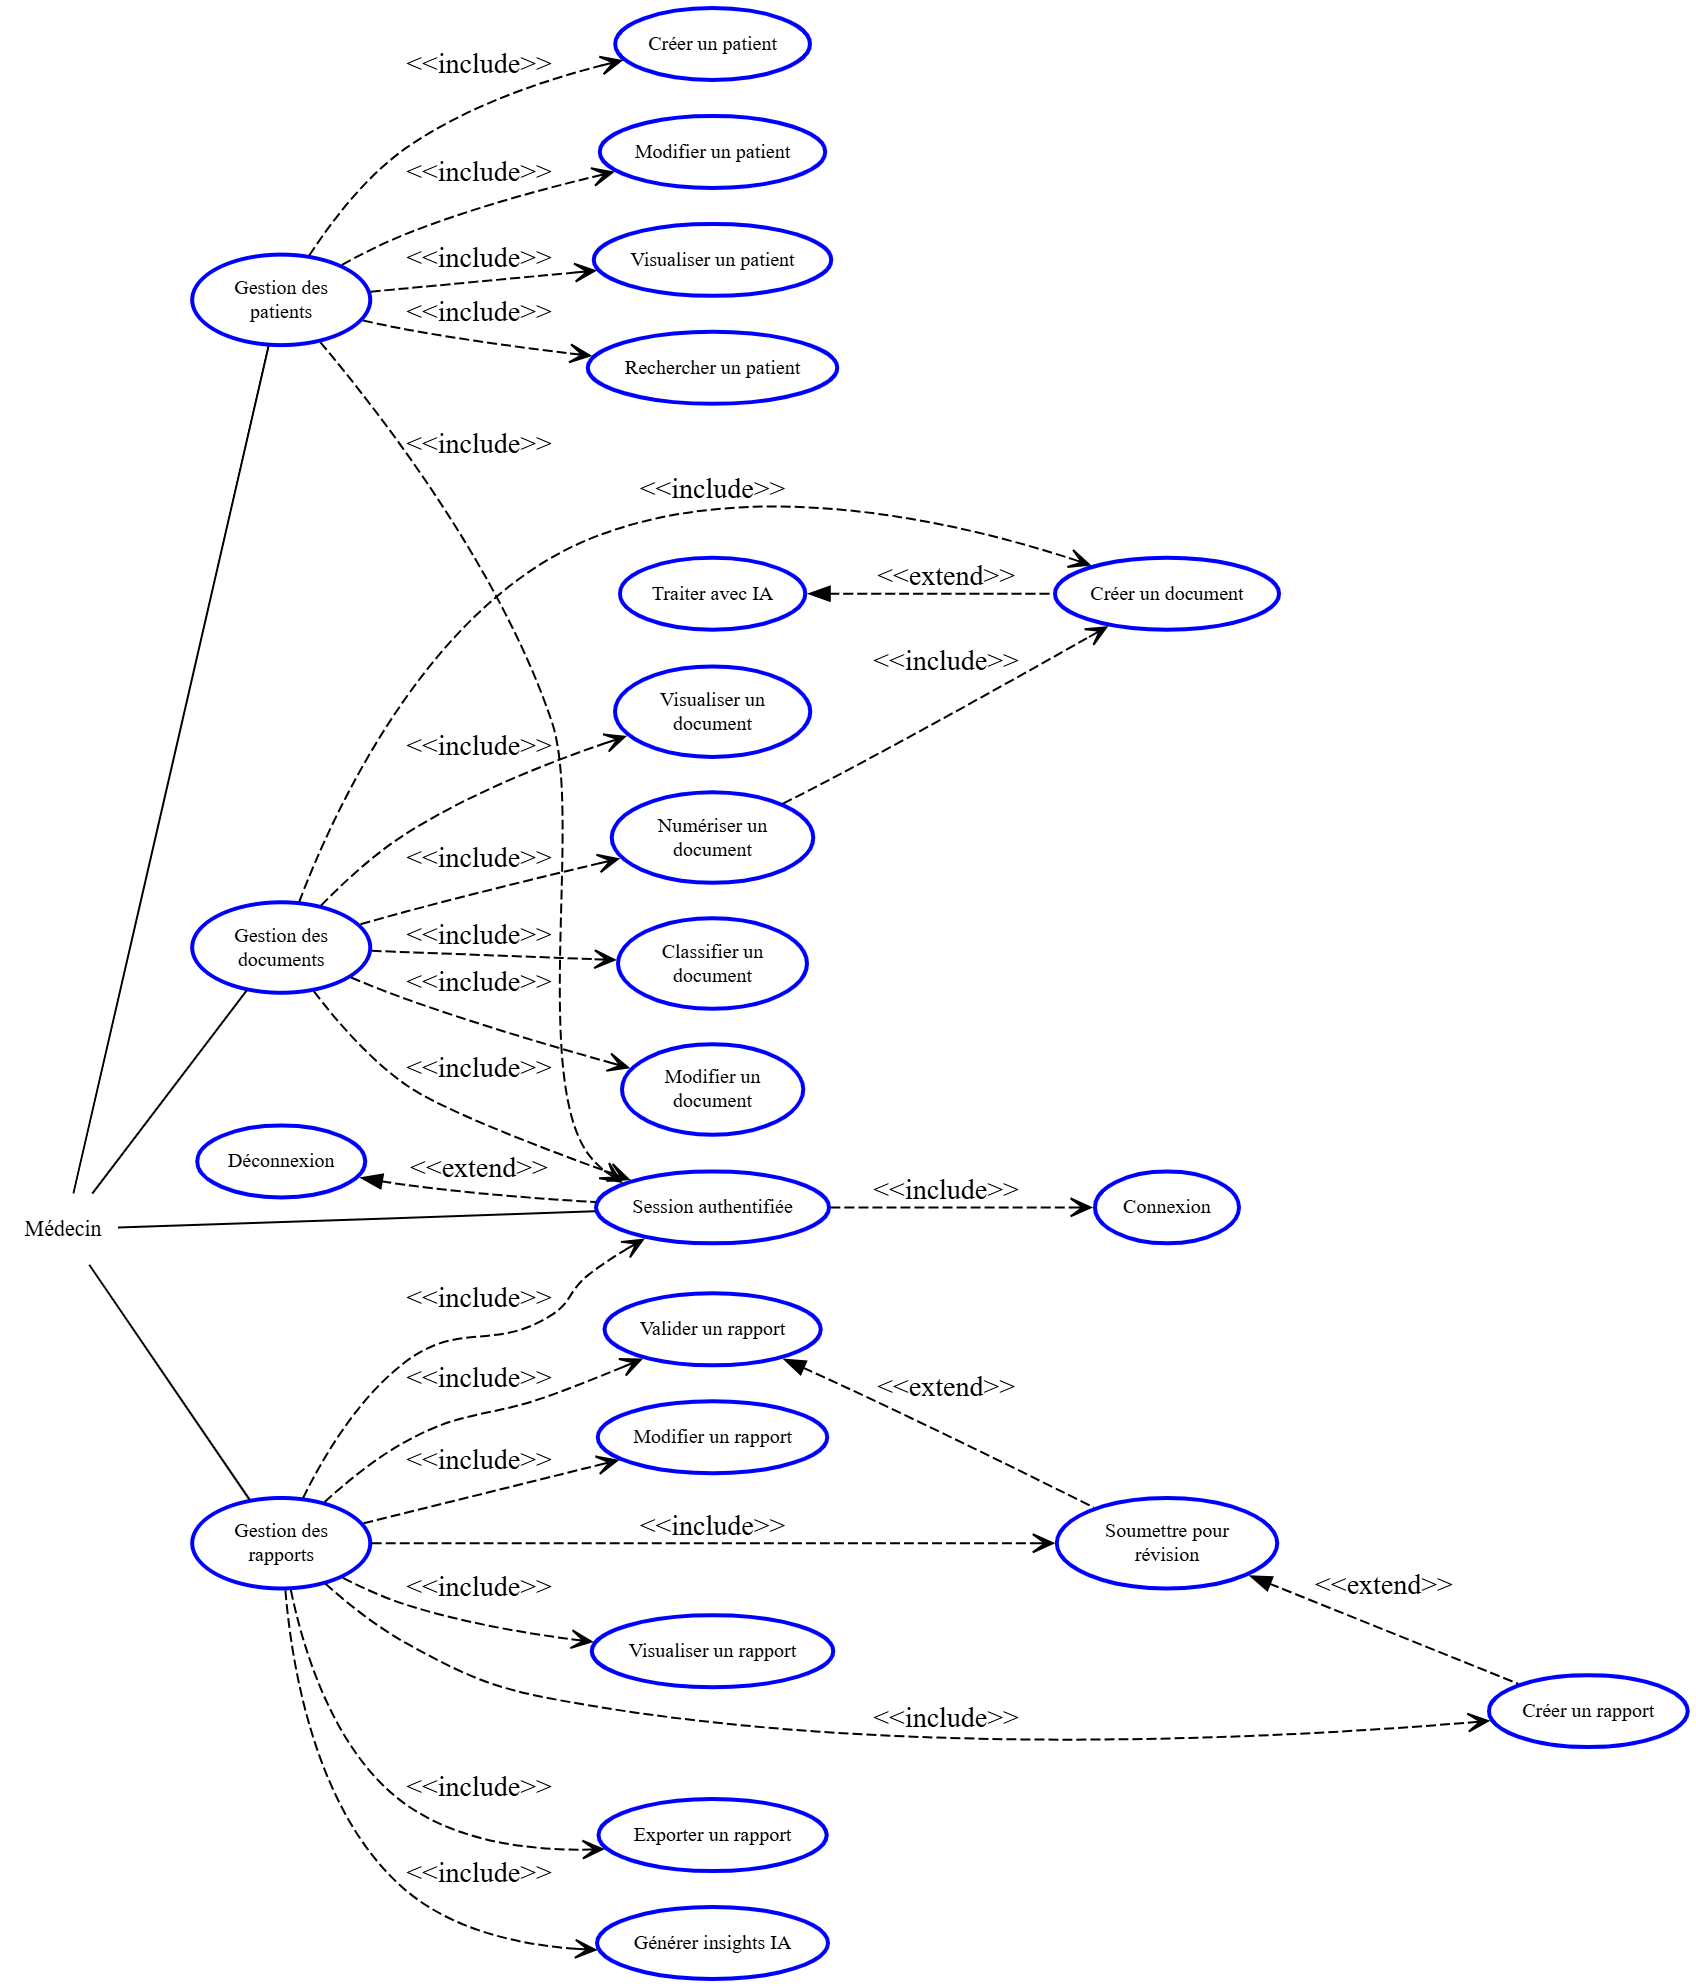 Créer un patient
<<include>>
Modifier un patient
<<include>>
Visualiser un patient
<<include>>
Gestion des
patients
<<include>>
Rechercher un patient
<<include>>
<<include>>
Traiter avec IA
<<extend>>
Créer un document
<<include>>
Visualiser un
document
<<include>>
Numériser un
document
<<include>>
Gestion des
documents
<<include>>
Classifier un
document
<<include>>
Modifier un
document
<<include>>
Déconnexion
<<extend>>
Session authentifiée
<<include>>
Connexion
Médecin
<<include>>
Valider un rapport
<<include>>
<<extend>>
Modifier un rapport
<<include>>
Gestion des
rapports
<<include>>
Soumettre pour
révision
<<include>>
<<extend>>
Visualiser un rapport
<<include>>
Créer un rapport
<<include>>
Exporter un rapport
<<include>>
Générer insights IA